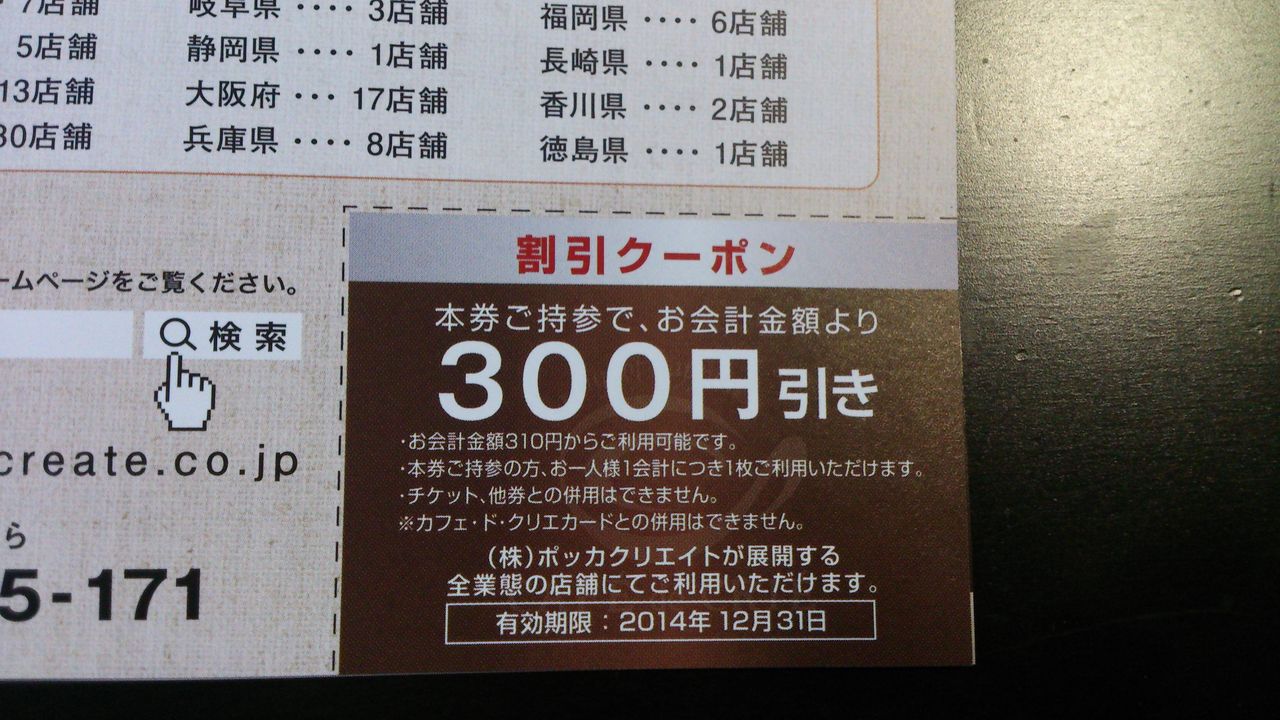 7店舗
5店舗
13店舗
30店舗
岐阜県 ････ 3店舗
静岡県 ････ 1店舗
大阪府 ･･･ 17店舗
兵庫県 ････ 8店舗
福岡県 ････ 6店舗
長崎県 ････ 1店舗
香川県 ････ 2店舗
徳島県 ････ 1店舗
ームページをご覧ください。
検 索
create.co.jp
ら
5-171
割引クーポン
本券ご持参で、お会計金額より
300円引き
・お会計金額310円からご利用可能です。
・本券ご持参の方、お一人様1会計につき1枚ご利用いただけます。
・チケット、他券との併用はできません。
※カフェ・ド・クリエカードとの併用はできません。
(株)ポッカクリエイトが展開する
全業態の店舗にてご利用いただけます。
有効期限：2014年12月31日